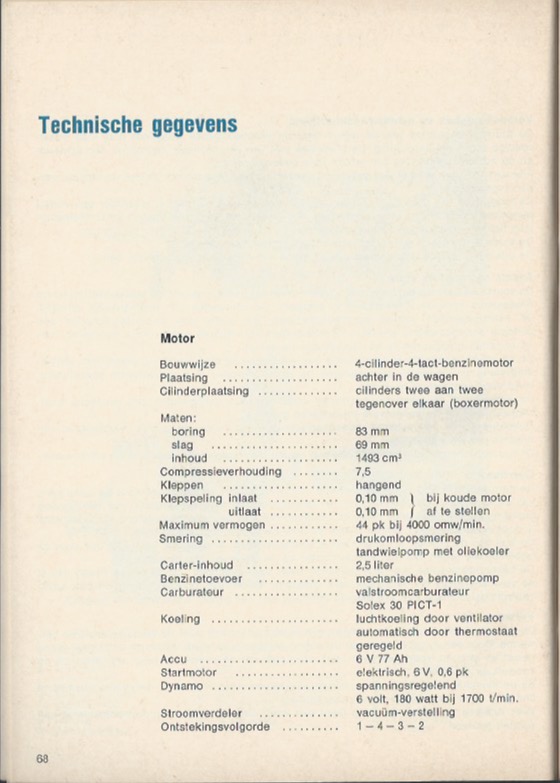 Technische gegevens
Motor
Bouwwijze .................. 4-cilinder-4-tact-benzinemotor
Plaatsing .................... achter in de wagen
Cilinderplaatsing .............. cilinders twee aan twee
tegenover elkaar (boxermotor)
Maten:
boring .................... 83 mm
slag ...................... 69 mm
inhoud .................... 1493 cm³
Compressieverhouding ........ 7,5
Kleppen .................... hangend
Klepspeling inlaat ............ 0,10 mm } bij koude motor
uitlaat ............ 0,10 mm } af te stellen
Maximum vermogen ............ 44 pk bij 4000 omw/min.
Smering ...................... drukomloopsmering
tandwielpomp met oliekoeler
Carter-inhoud ................ 2,5 liter
Benzinetoevoer .............. mechanische benzinepomp
Carburateur .................. valstroomcarburateur
Solex 30 PICT-1
Koeling ...................... luchtkoeling door ventilator
automatisch door thermostaat
geregeld
Accu ........................ 6 V 77 Ah
Startmotor .................. elektrisch, 6 V, 0,6 pk
Dynamo ...................... spanningsregelend
6 volt, 180 watt bij 1700 t/min.
Stroomverdeler .............. vacuüm-verstelling
Ontstekingsvolgorde .......... 1 – 4 – 3 – 2
68